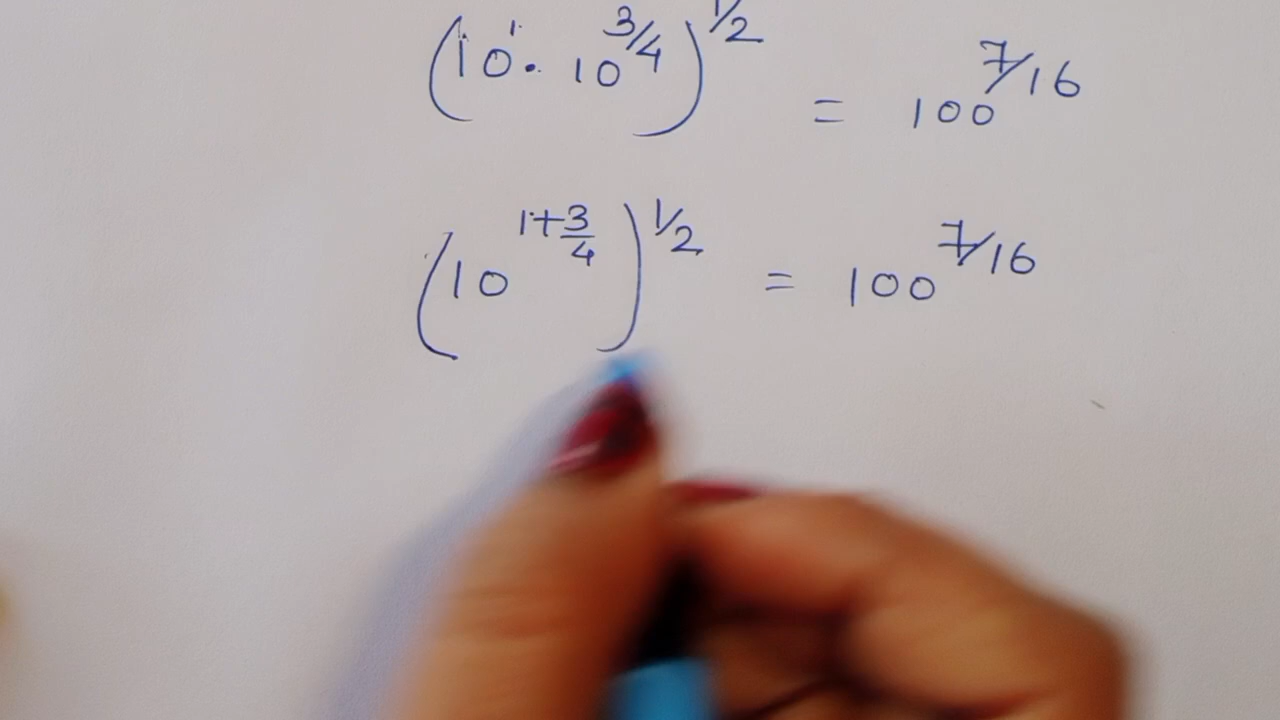 (10¹ · 10^3/4)^1/2 = 100^7/16
(10^1+3/4)^1/2 = 100^7/16